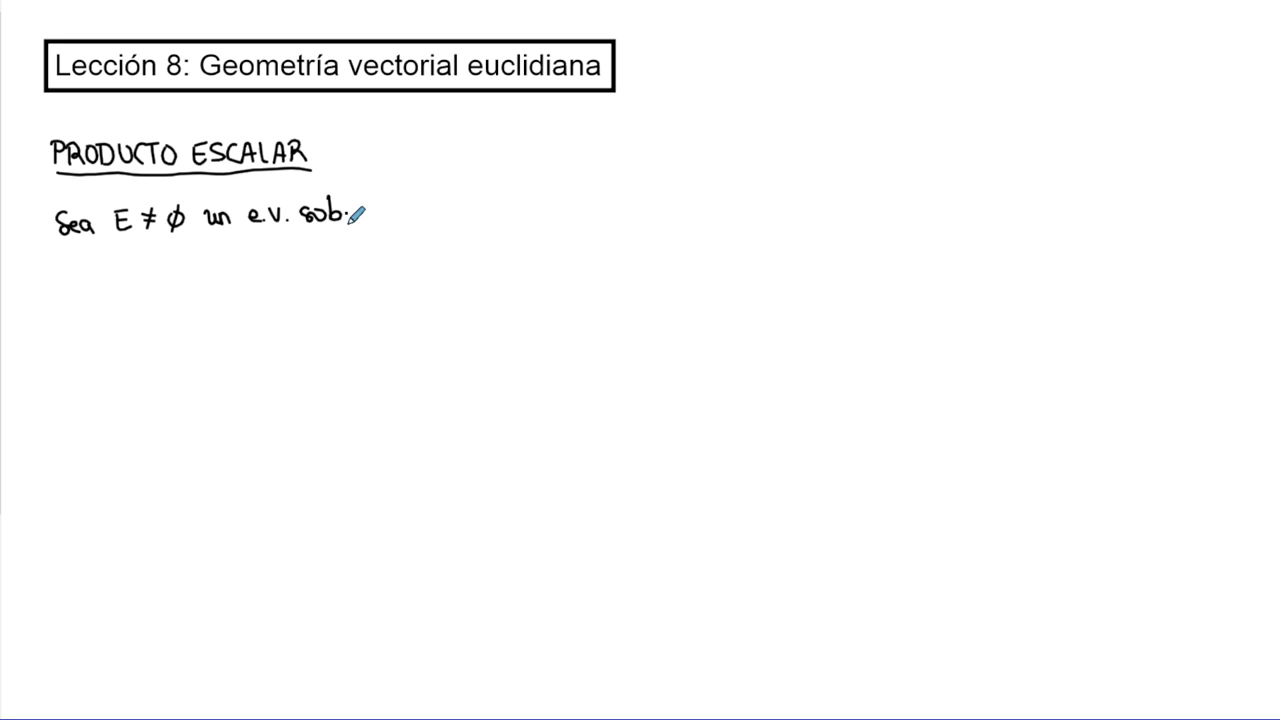 Lección 8: Geometría vectorial euclidiana
PRODUCTO ESCALAR
Sea E ≠ ∅ un e.v. sob